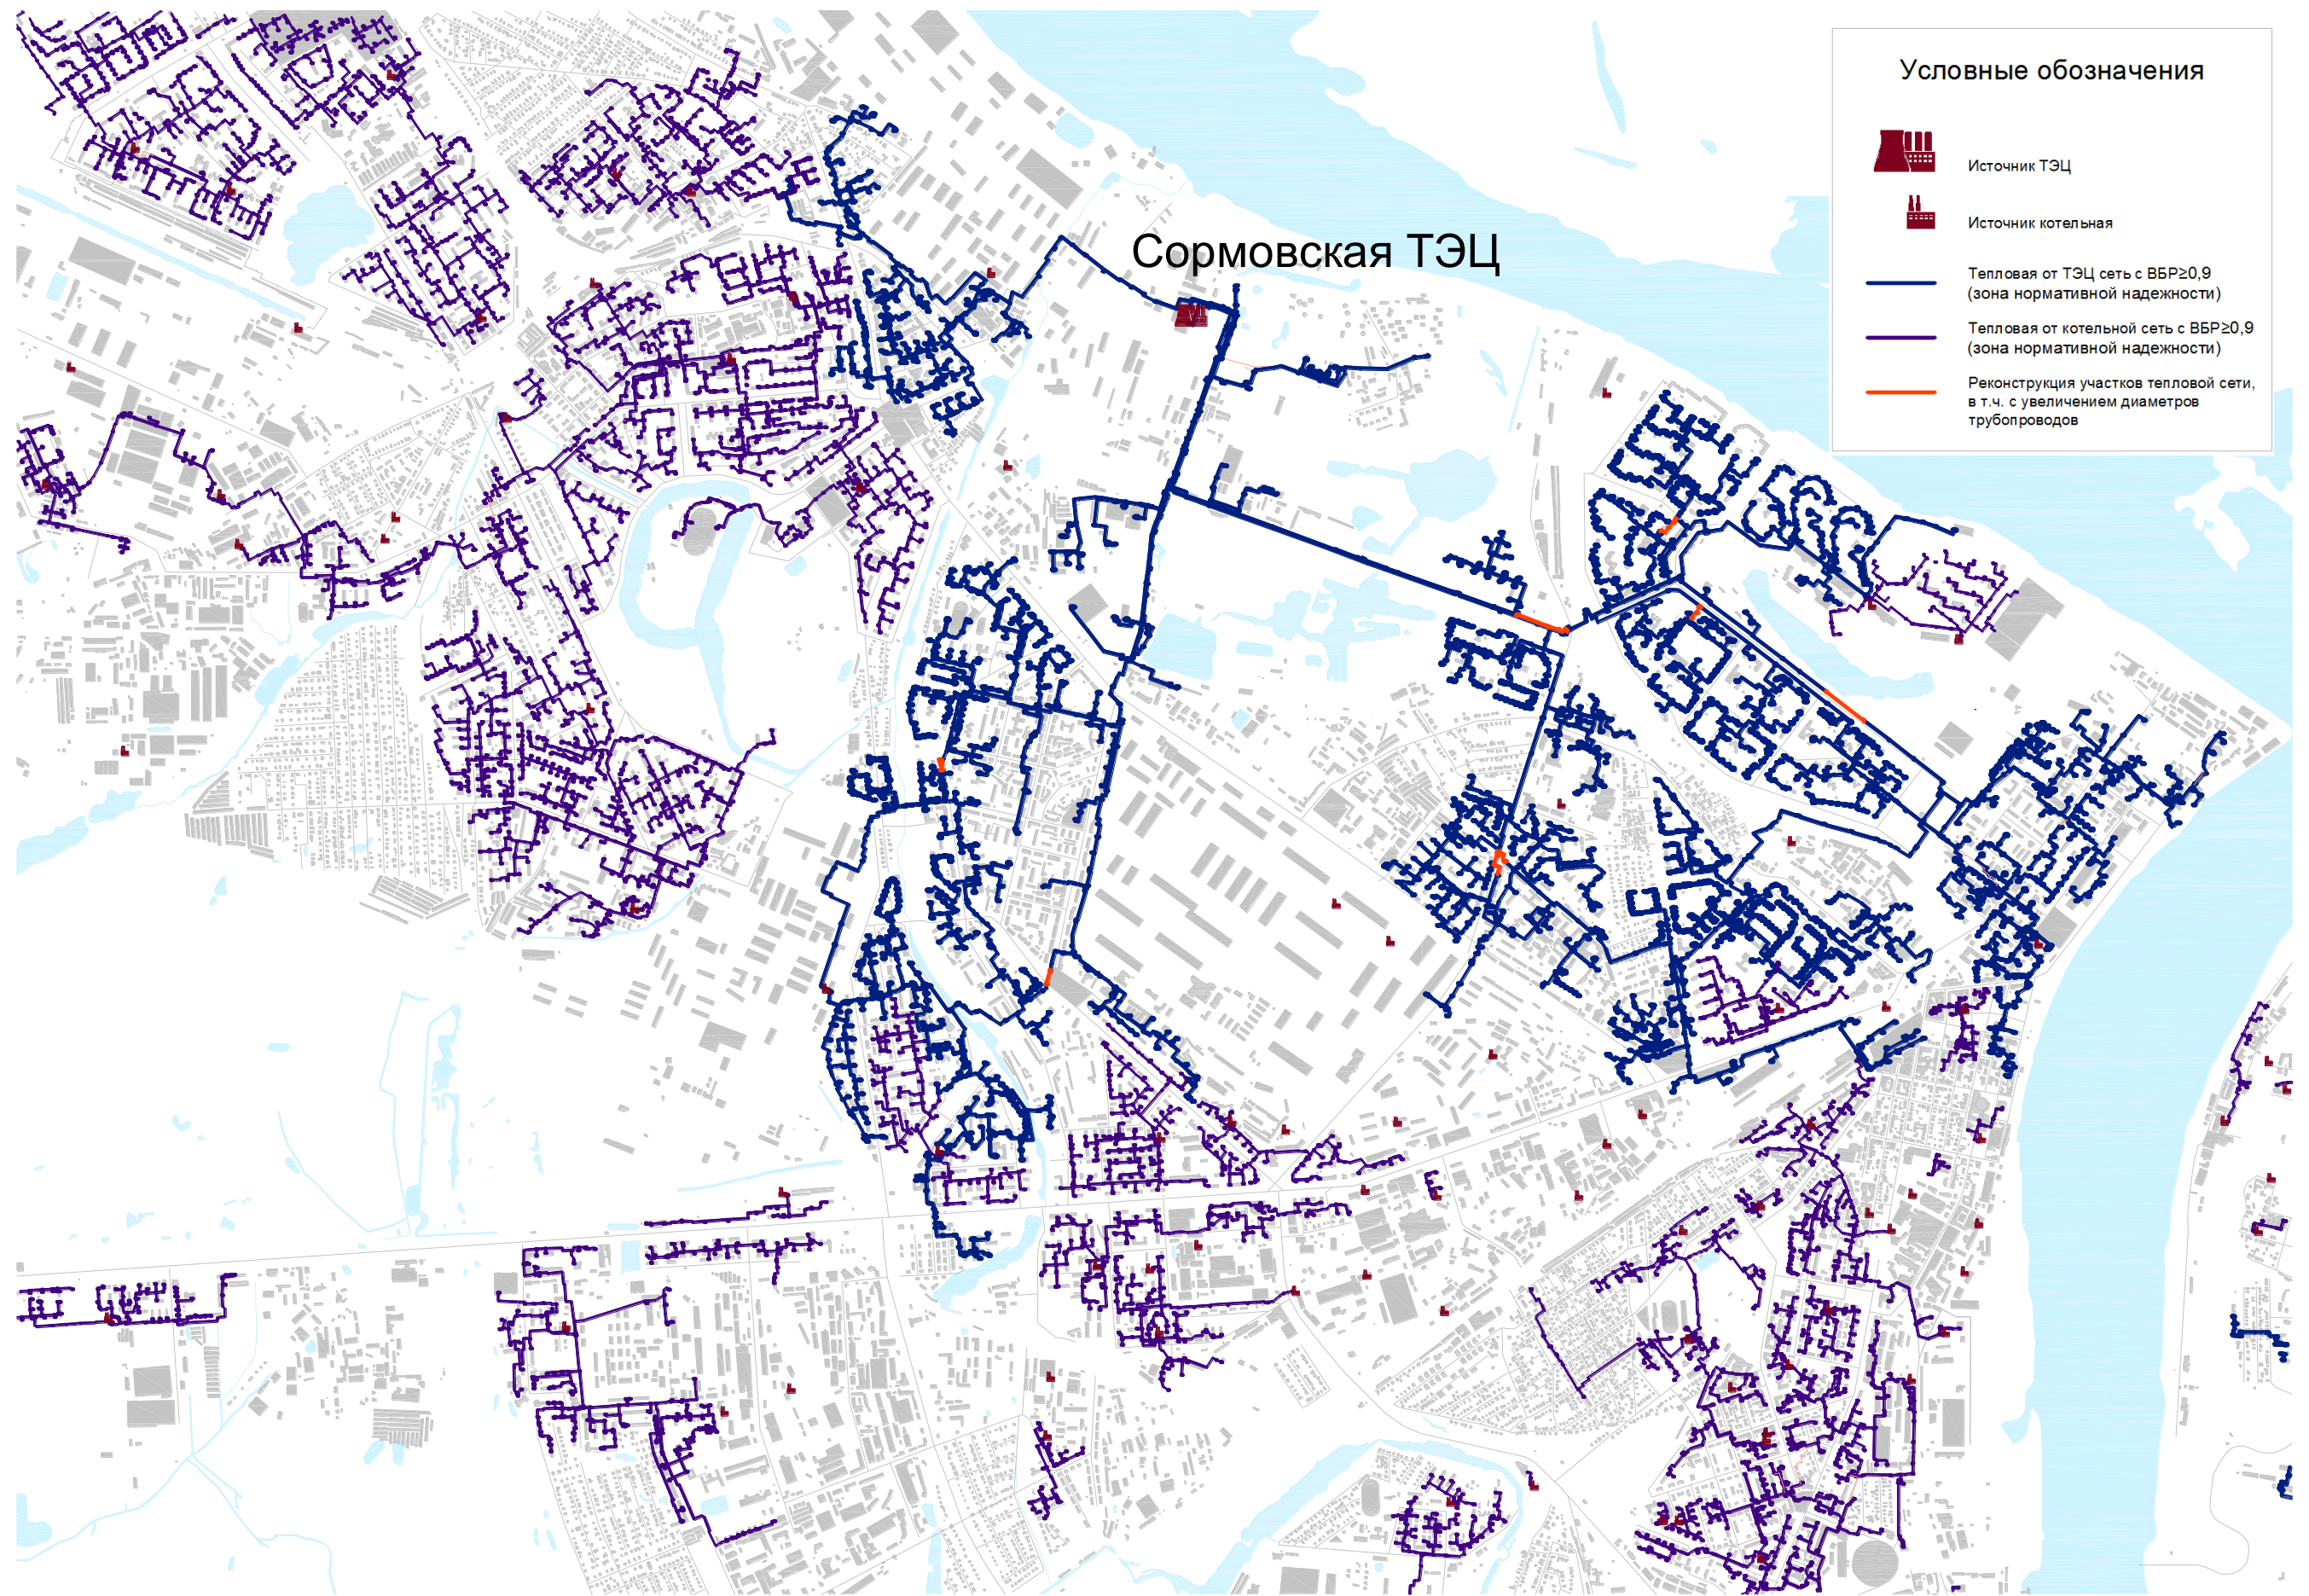 Условные обозначения
Источник ТЭЦ
Источник котельная
Тепловая от ТЭЦ сеть с ВБР≥0,9
(зона нормативной надежности)
Тепловая от котельной сеть с ВБР≥0,9
(зона нормативной надежности)
Реконструкция участков тепловой сети,
в т.ч. с увеличением диаметров
трубопроводов
Сормовская ТЭЦ